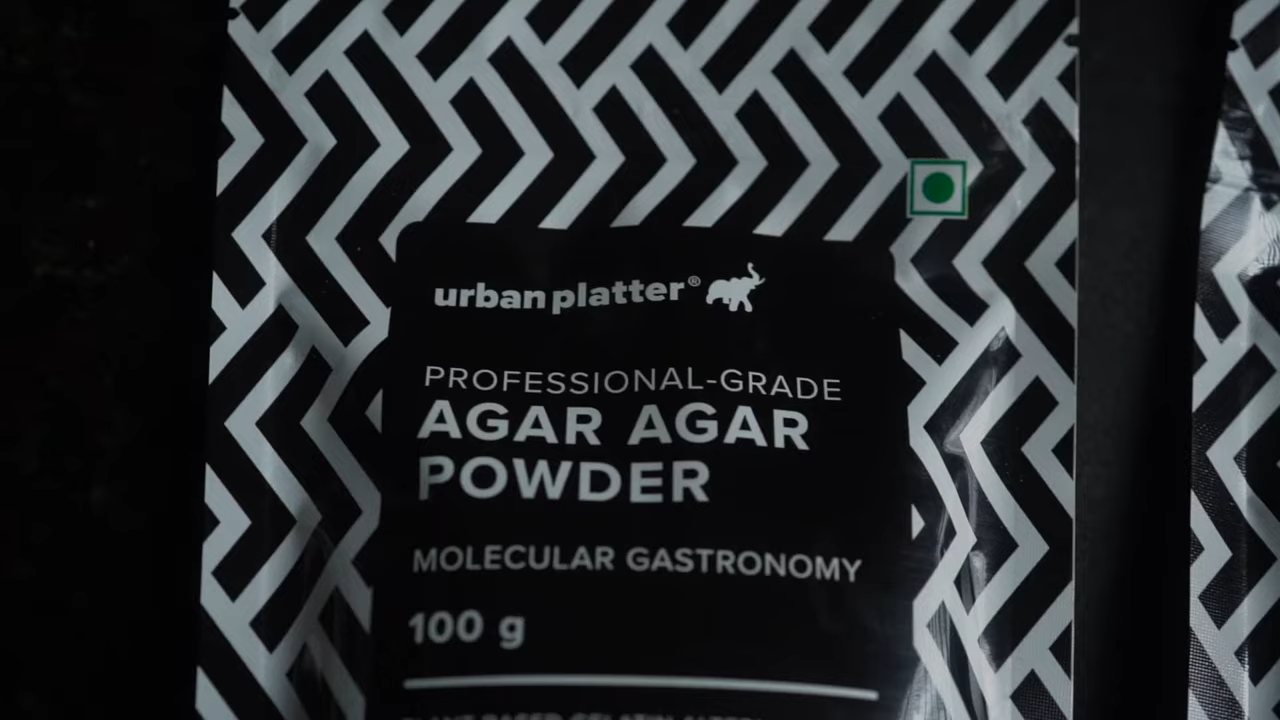 urban platter®
PROFESSIONAL-GRADE
AGAR AGAR
POWDER
MOLECULAR GASTRONOMY
100 g